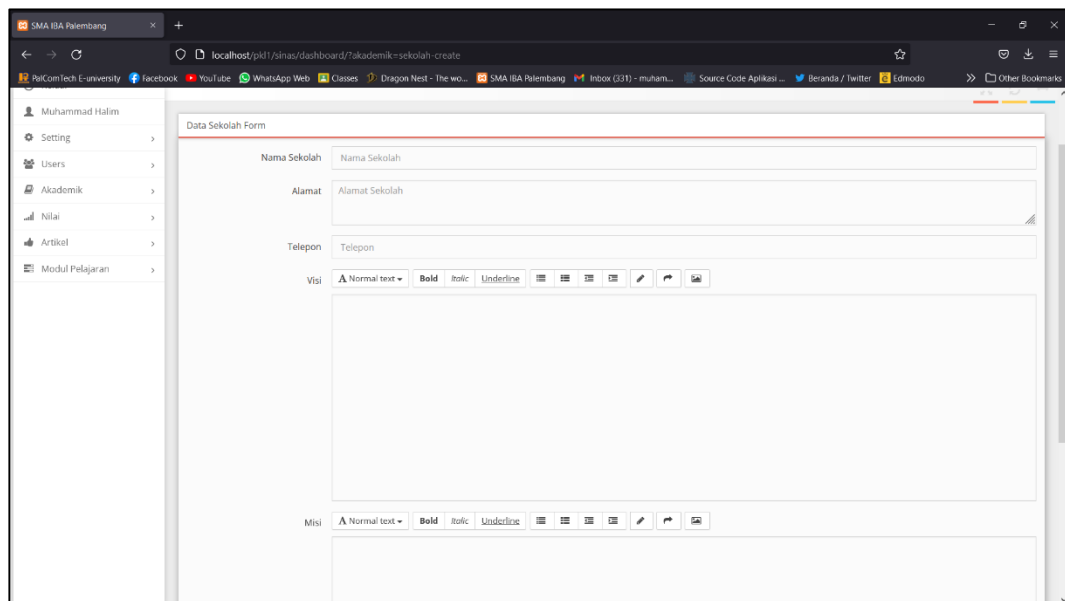 SMA IBA Palembang
localhost/pkl1/sinas/dashboard/?akademik=sekolah-create
PalComTech E-university Facebook YouTube WhatsApp Web Classes Dragon Nest - The wo... SMA IBA Palembang Inbox (331) - muham... Source Code Aplikasi ... Beranda / Twitter Edmodo Other Bookmarks
Muhammad Halim
Setting
Users
Akademik
Nilai
Artikel
Modul Pelajaran
Data Sekolah Form
Nama Sekolah Nama Sekolah
Alamat Alamat Sekolah
Telepon Telepon
Visi A Normal text Bold Italic Underline
Misi A Normal text Bold Italic Underline